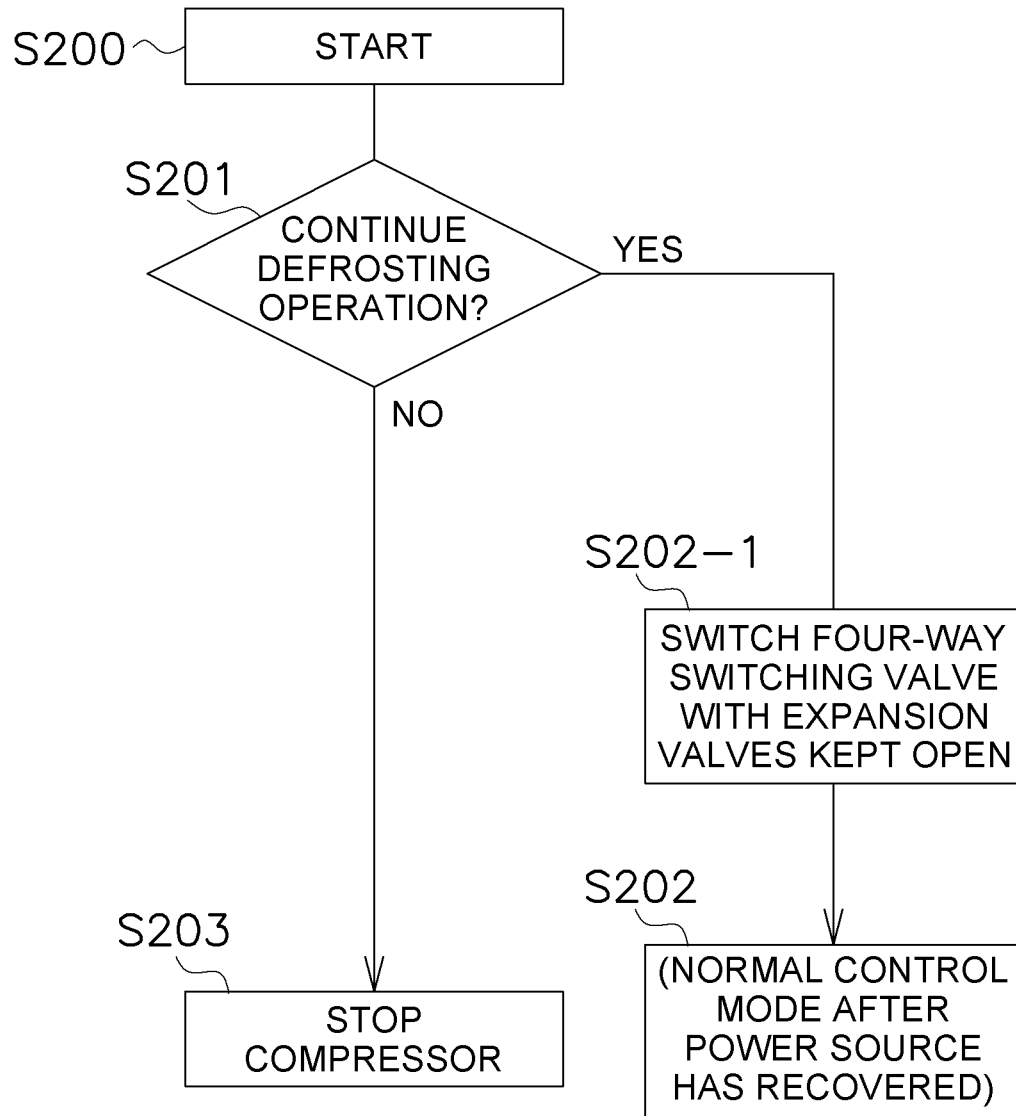 S200
START
S201
CONTINUE
DEFROSTING
OPERATION?
YES
NO
S202-1
SWITCH FOUR-WAY
SWITCHING VALVE
WITH EXPANSION
VALVES KEPT OPEN
S202
(NORMAL CONTROL
MODE AFTER
POWER SOURCE
HAS RECOVERED)
S203
STOP
COMPRESSOR